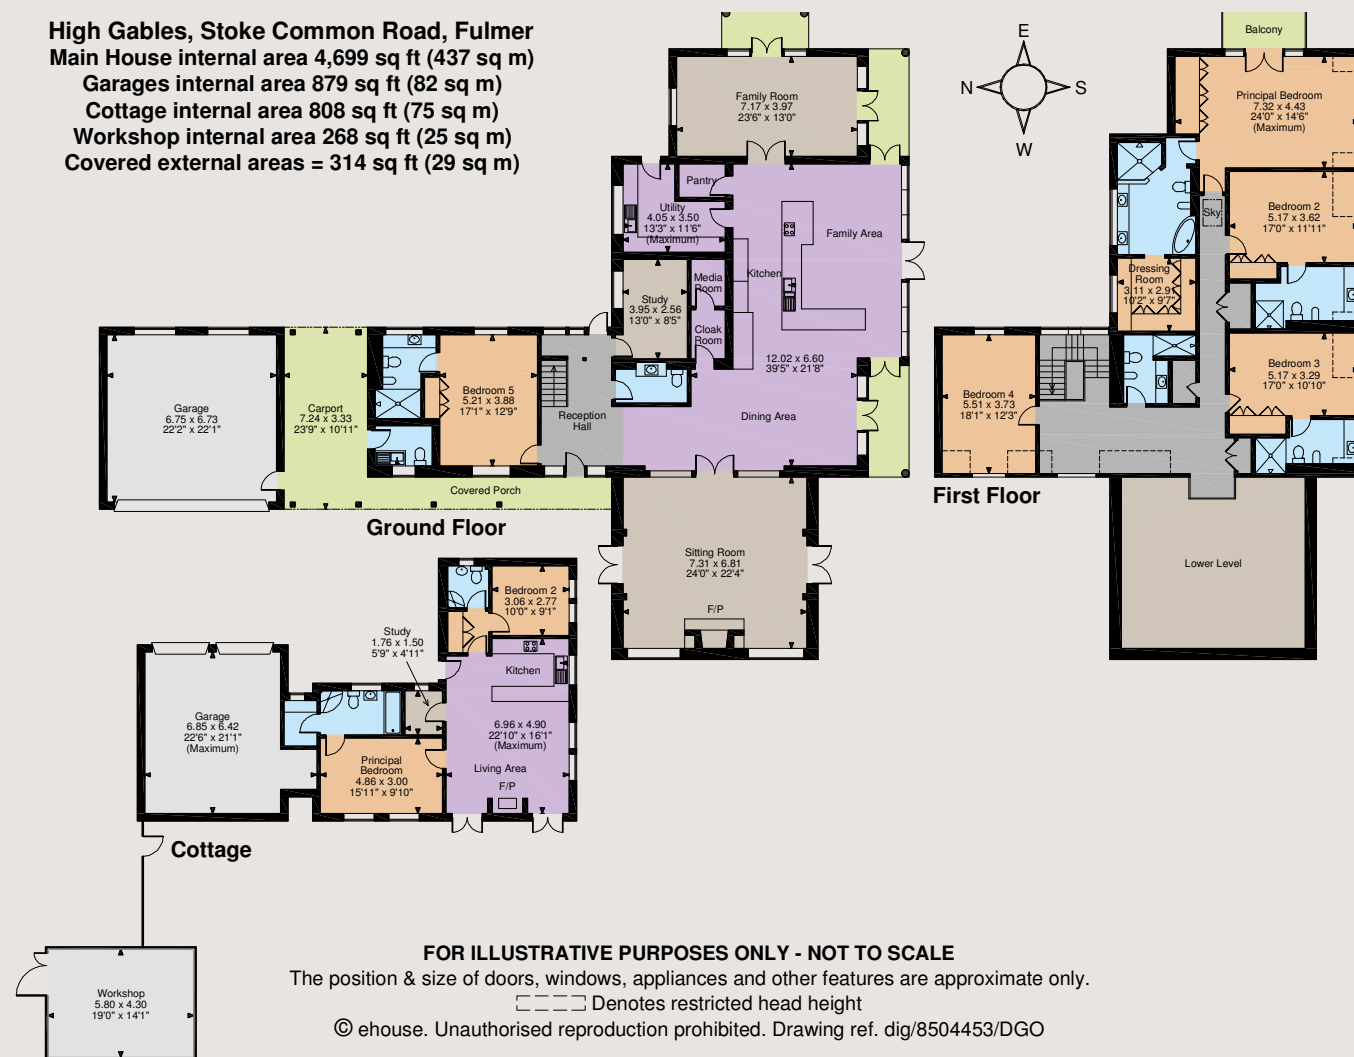 High Gables, Stoke Common Road, Fulmer
Main House internal area 4,699 sq ft (437 sq m)
Garages internal area 879 sq ft (82 sq m)
Cottage internal area 808 sq ft (75 sq m)
Workshop internal area 268 sq ft (25 sq m)
Covered external areas = 314 sq ft (29 sq m)
E
N
S
W
Family Room
7.17 x 3.97
23'6" x 13'0"
Pantry
Utility
4.05 x 3.50
13'3" x 11'6"
(Maximum)
Family Area
Kitchen
Media
Room
Study
3.95 x 2.56
13'0" x 8'5"
Cloak
Room
12.02 x 6.60
39'5" x 21'8"
Dining Area
Garage
6.75 x 6.73
22'2" x 22'1"
Carport
7.24 x 3.33
23'9" x 10'11"
Bedroom 5
5.21 x 3.88
17'1" x 12'9"
Reception
Hall
Covered Porch
Ground Floor
Sitting Room
7.31 x 6.81
24'0" x 22'4"
F/P
Balcony
Principal Bedroom
7.32 x 4.43
24'0" x 14'6"
(Maximum)
Bedroom 2
5.17 x 3.62
17'0" x 11'11"
Sky
Dressing
Room
3.11 x 2.91
10'2" x 9'7"
Bedroom 3
5.17 x 3.29
17'0" x 10'10"
Bedroom 4
5.51 x 3.73
18'1" x 12'3"
First Floor
Lower Level
Bedroom 2
3.06 x 2.77
10'0" x 9'1"
Study
1.76 x 1.50
5'9" x 4'11"
Kitchen
Garage
6.85 x 6.42
22'6" x 21'1"
(Maximum)
6.96 x 4.90
22'10" x 16'1"
(Maximum)
Living Area
F/P
Principal
Bedroom
4.86 x 3.00
15'11" x 9'10"
Cottage
Workshop
5.80 x 4.30
19'0" x 14'1"
FOR ILLUSTRATIVE PURPOSES ONLY - NOT TO SCALE
The position & size of doors, windows, appliances and other features are approximate only.
Denotes restricted head height
© ehouse. Unauthorised reproduction prohibited. Drawing ref. dig/8504453/DGO